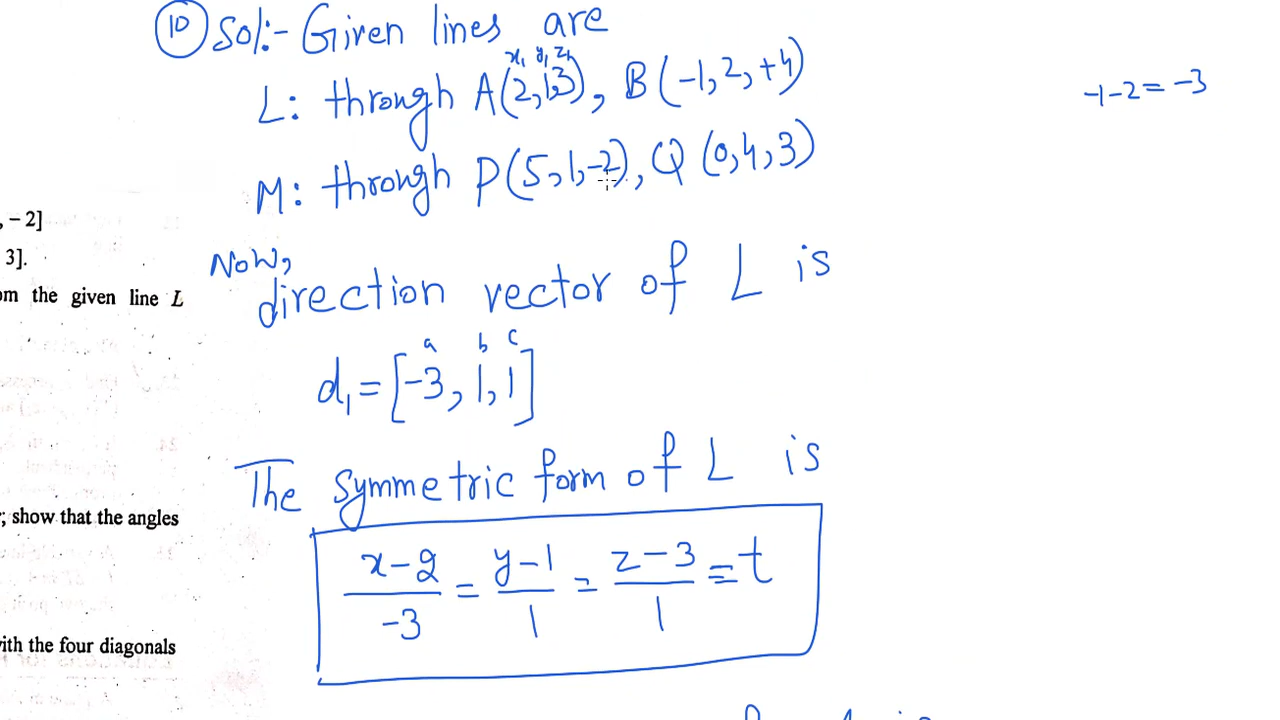 10 Sol:- Given lines are
x₁ y₁ z₁
L: through A(2,1,3), B(-1,2,+4)
-1-2=-3
M: through P(5,1,-2), Q(0,4,3)
, – 2]
3].
Now,
direction vector of L is
om the given line L
a b c
d₁ = [-3, 1, 1]
The symmetric form of L is
; show that the angles
x-2/-3 = y-1/1 = z-3/1 = t
ith the four diagonals